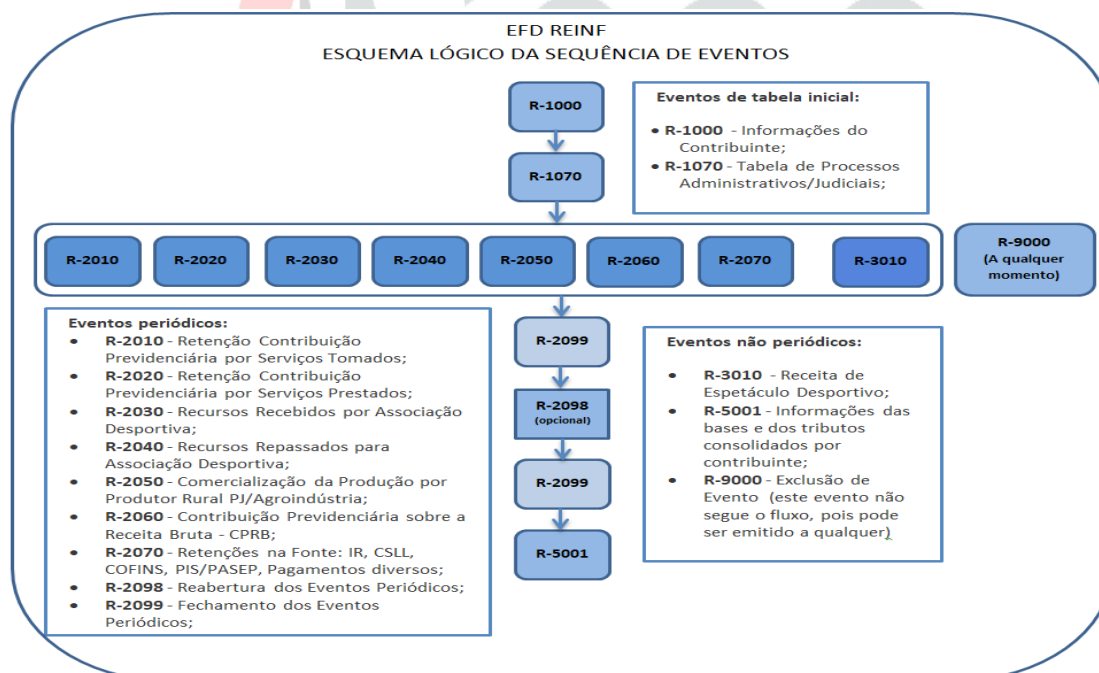 EFD REINF
ESQUEMA LÓGICO DA SEQUÊNCIA DE EVENTOS
R-1000
R-1070
Eventos de tabela inicial:
• R-1000 - Informações do
Contribuinte;
• R-1070 - Tabela de Processos
Administrativos/Judiciais;
R-2010
R-2020
R-2030
R-2040
R-2050
R-2060
R-2070
R-3010
R-9000
(A qualquer
momento)
Eventos periódicos:
• R-2010 - Retenção Contribuição
Previdenciária por Serviços Tomados;
• R-2020 - Retenção Contribuição
Previdenciária por Serviços Prestados;
• R-2030 - Recursos Recebidos por Associação
Desportiva;
• R-2040 - Recursos Repassados para
Associação Desportiva;
• R-2050 - Comercialização da Produção por
Produtor Rural PJ/Agroindústria;
• R-2060 - Contribuição Previdenciária sobre a
Receita Bruta - CPRB;
• R-2070 - Retenções na Fonte: IR, CSLL,
COFINS, PIS/PASEP, Pagamentos diversos;
• R-2098 - Reabertura dos Eventos Periódicos;
• R-2099 - Fechamento dos Eventos
Periódicos;
R-2099
R-2098
(opcional)
R-2099
R-5001
Eventos não periódicos:
• R-3010 - Receita de
Espetáculo Desportivo;
• R-5001 - Informações das
bases e dos tributos
consolidados por
contribuinte;
• R-9000 - Exclusão de
Evento (este evento não
segue o fluxo, pois pode
ser emitido a qualquer)